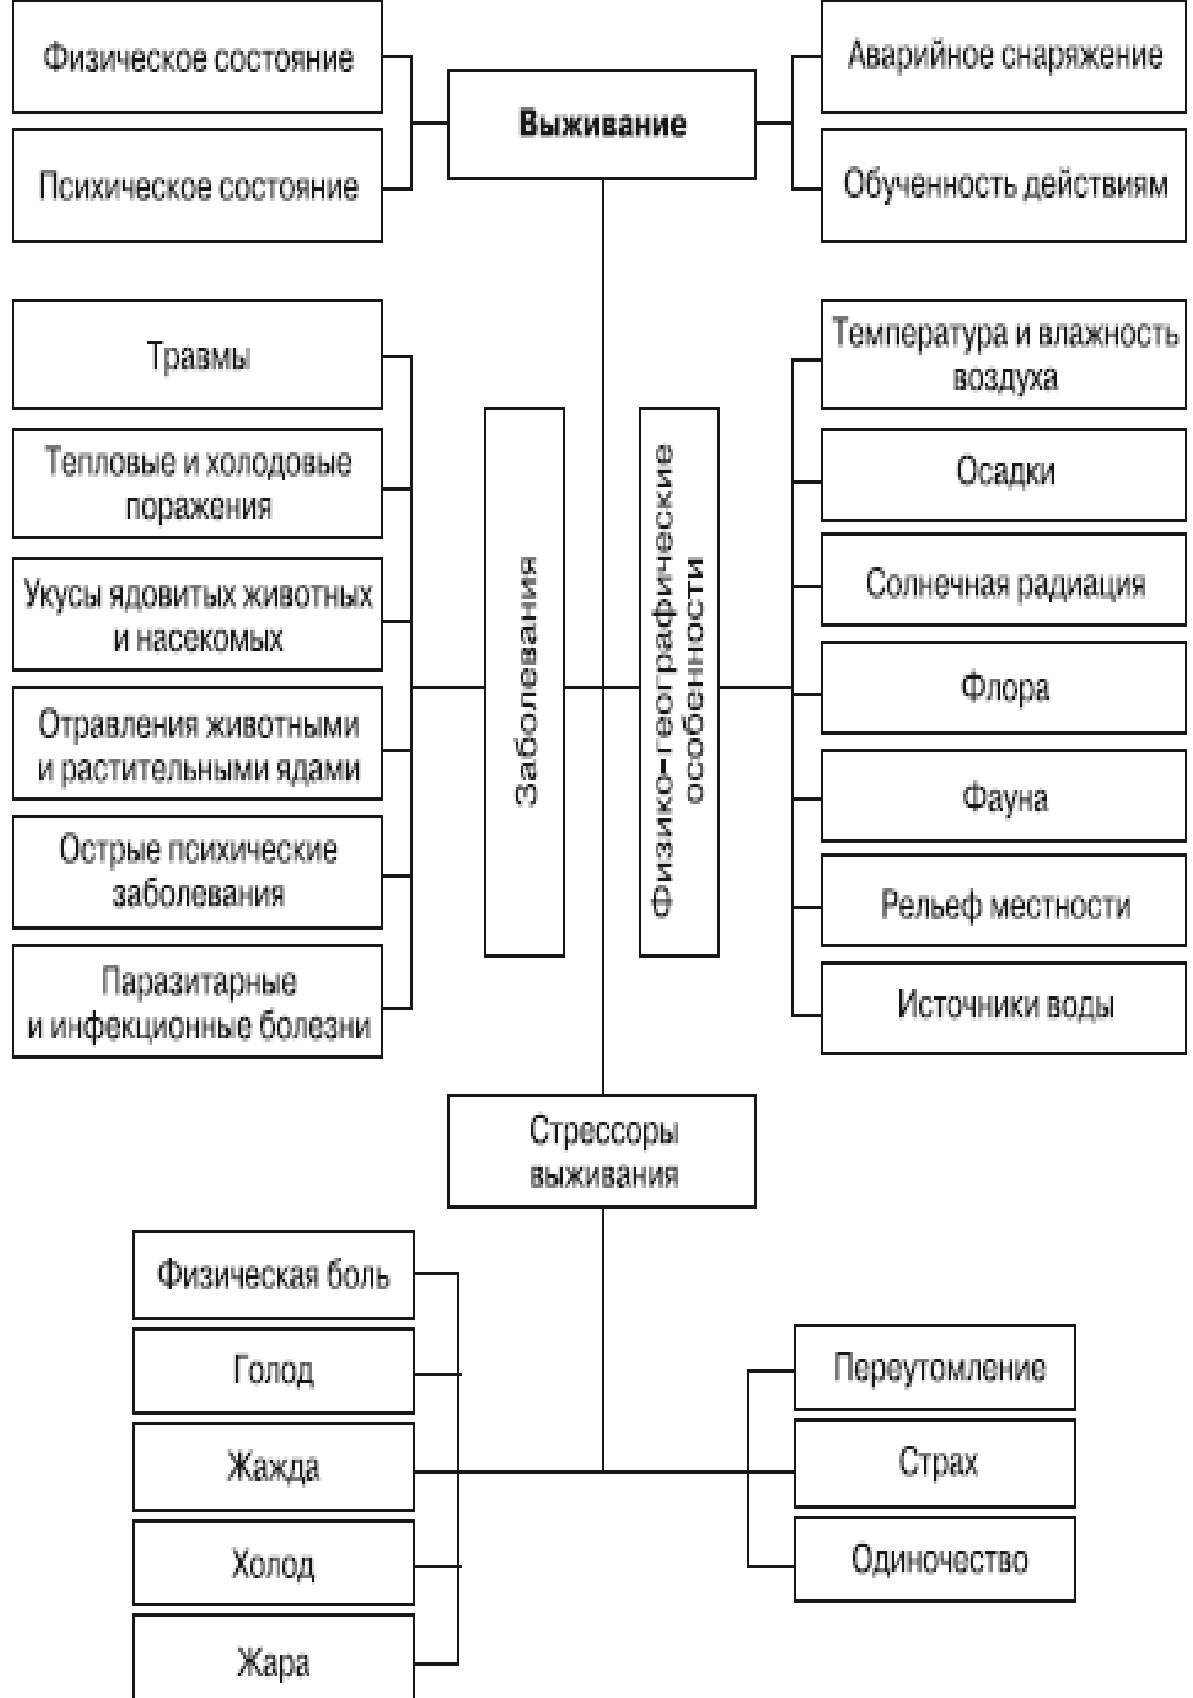 Физическое состояние
Психическое состояние
Выживание
Аварийное снаряжение
Обученность действиям
Травмы
Тепловые и холодовые
поражения
Укусы ядовитых животных
и насекомых
Отравления животными
и растительными ядами
Острые психические
заболевания
Паразитарные
и инфекционные болезни
Заболевания
Физико-географические
особенности
Температура и влажность
воздуха
Осадки
Солнечная радиация
Флора
Фауна
Рельеф местности
Источники воды
Стрессоры
выживания
Физическая боль
Голод
Жажда
Холод
Жара
Переутомление
Страх
Одиночество